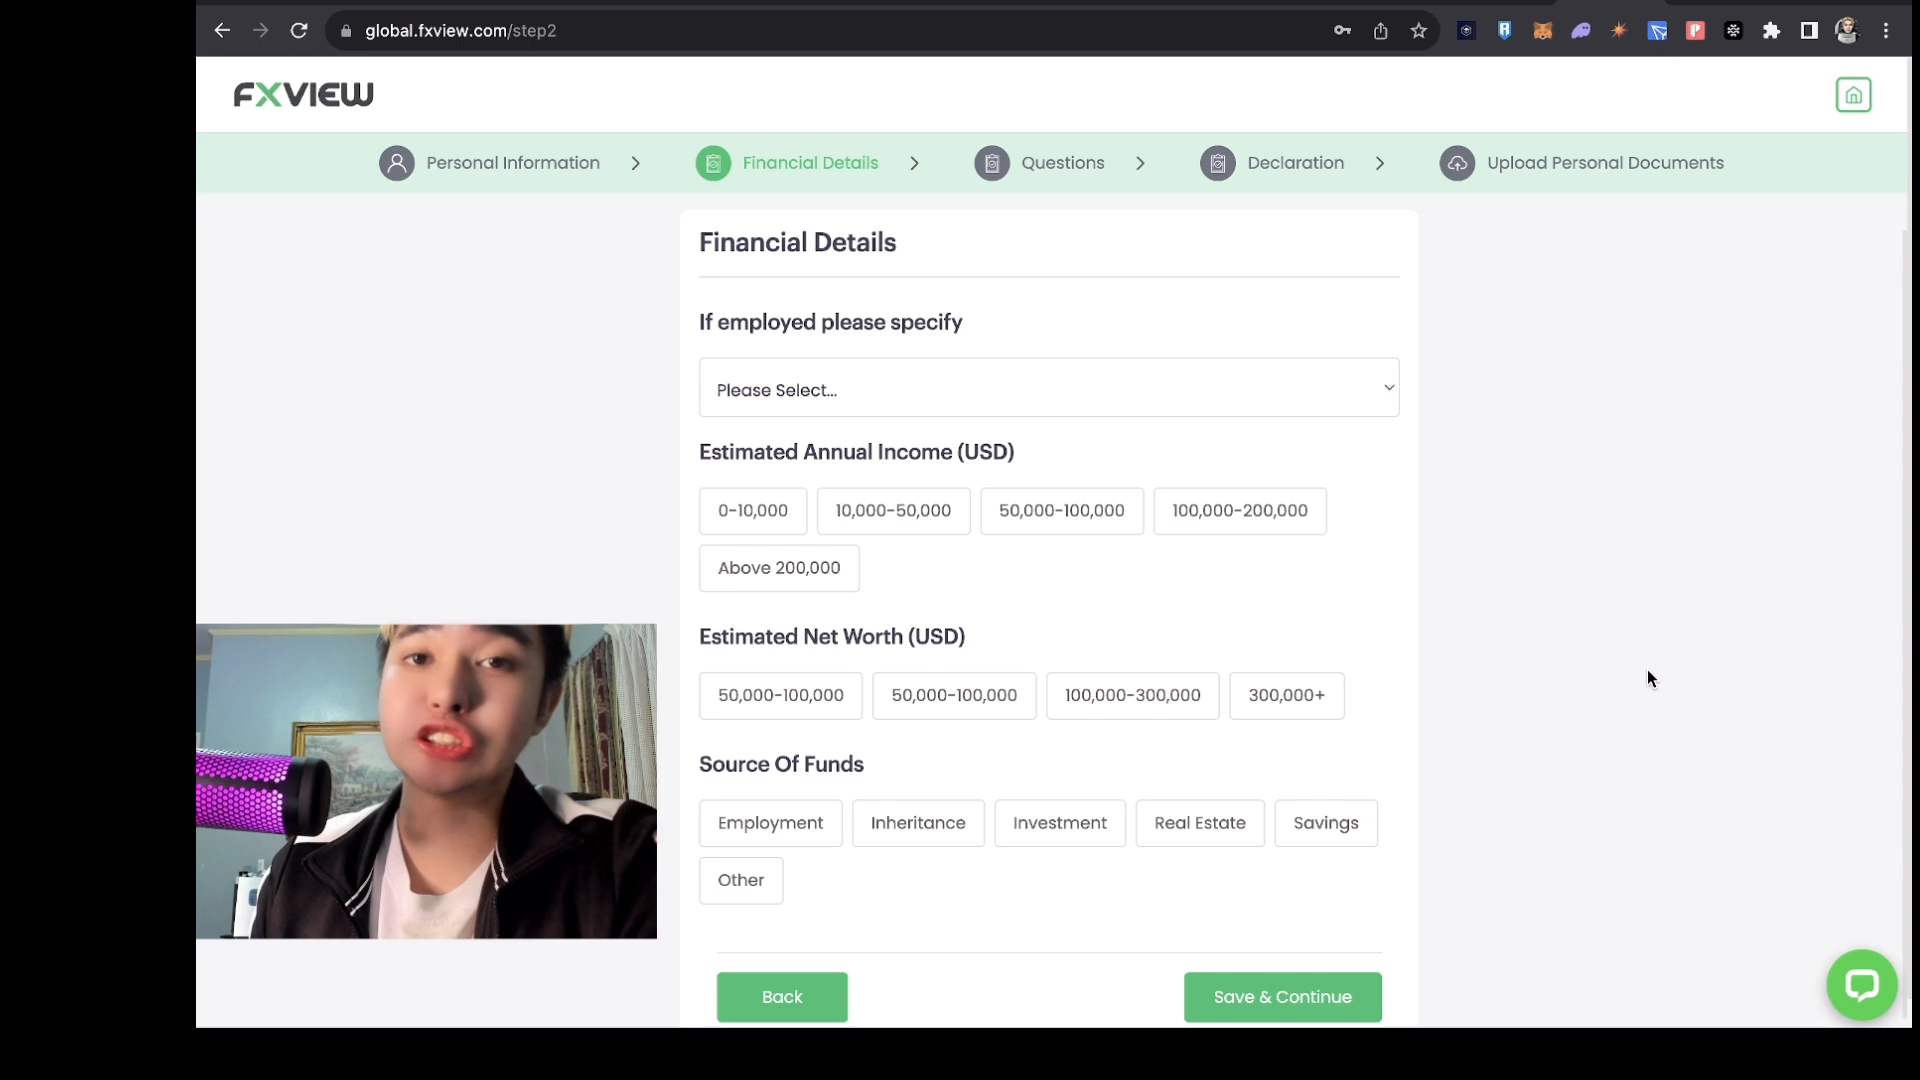 global.fxview.com/step2
FXVIEW
Personal Information
Financial Details
Questions
Declaration
Upload Personal Documents
Financial Details
If employed please specify
Please Select...
Estimated Annual Income (USD)
0-10,000
10,000-50,000
50,000-100,000
100,000-200,000
Above 200,000
Estimated Net Worth (USD)
50,000-100,000
50,000-100,000
100,000-300,000
300,000+
Source Of Funds
Employment
Inheritance
Investment
Real Estate
Savings
Other
Back
Save & Continue